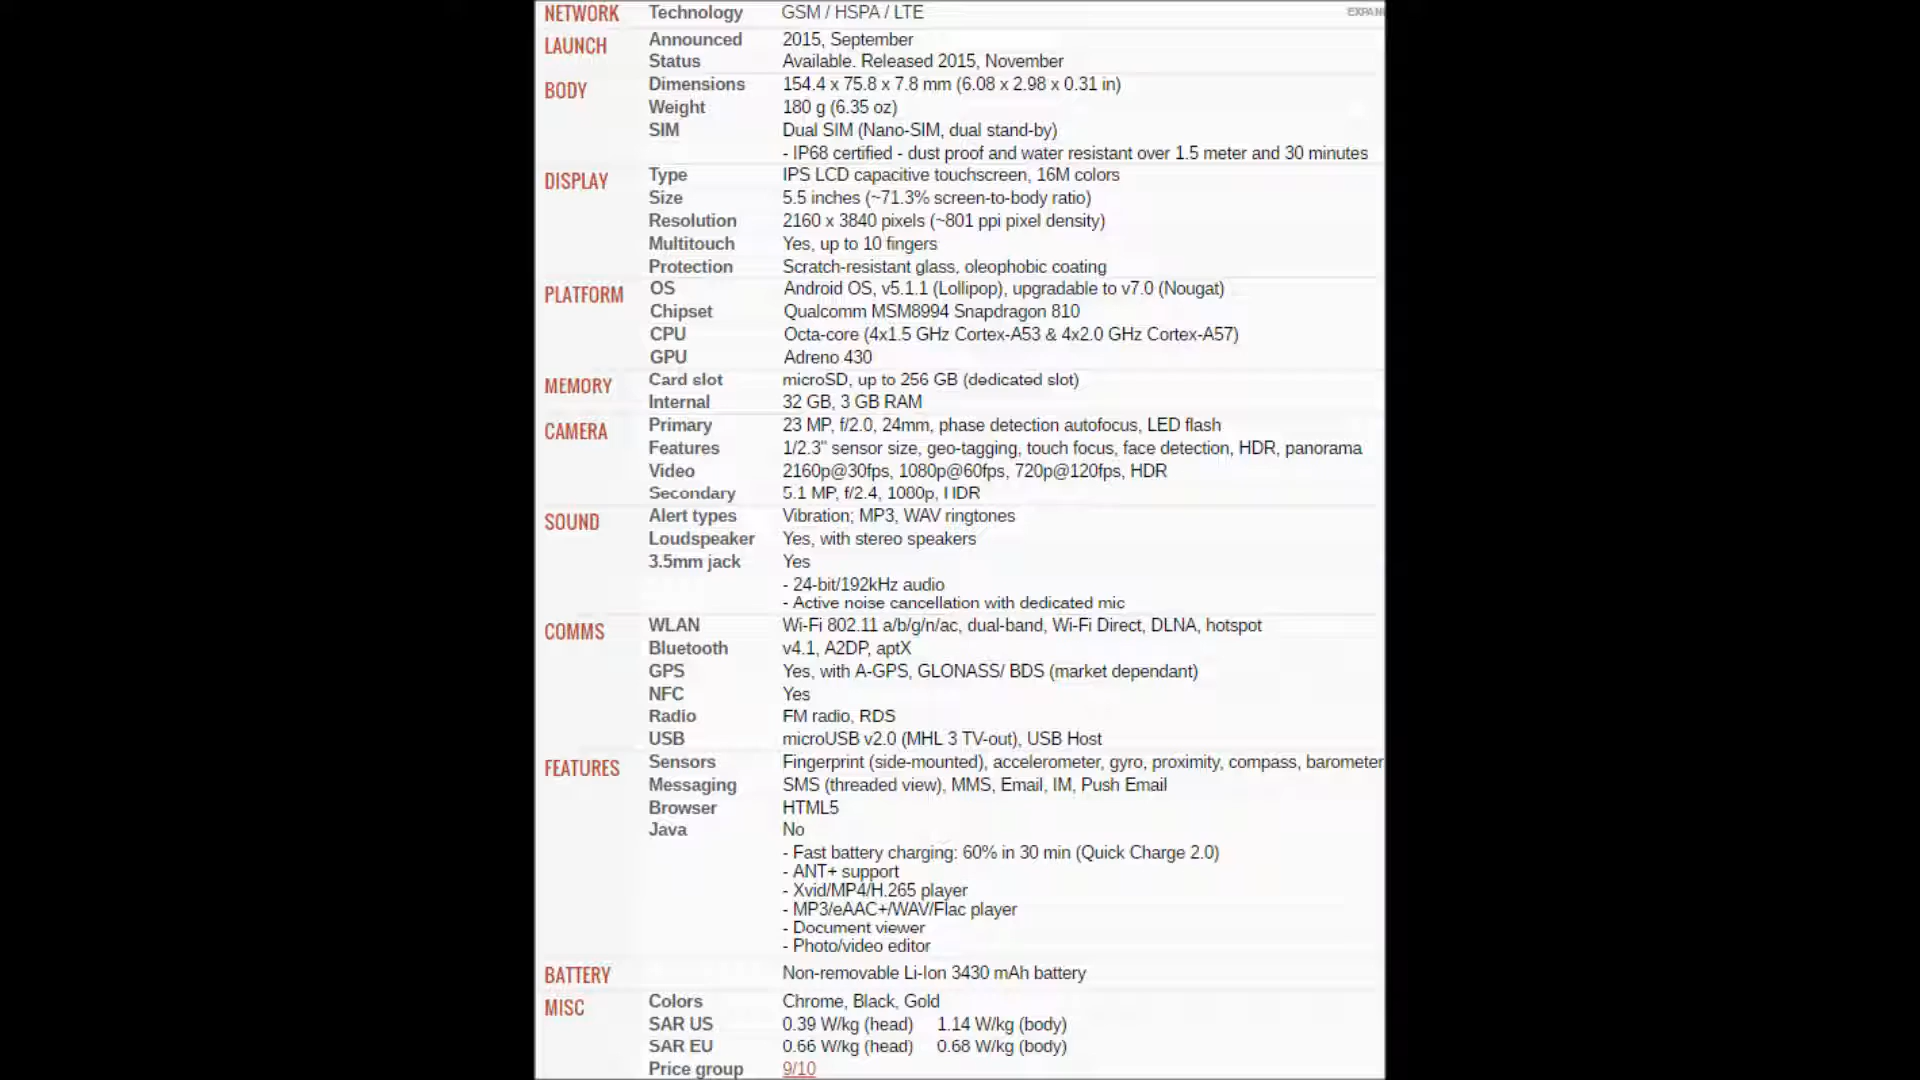 NETWORK Technology GSM / HSPA / LTE EXPAN
LAUNCH Announced 2015, September
Status Available. Released 2015, November
BODY Dimensions 154.4 x 75.8 x 7.8 mm (6.08 x 2.98 x 0.31 in)
Weight 180 g (6.35 oz)
SIM Dual SIM (Nano-SIM, dual stand-by)
- IP68 certified - dust proof and water resistant over 1.5 meter and 30 minutes
DISPLAY Type IPS LCD capacitive touchscreen, 16M colors
Size 5.5 inches (~71.3% screen-to-body ratio)
Resolution 2160 x 3840 pixels (~801 ppi pixel density)
Multitouch Yes, up to 10 fingers
Protection Scratch-resistant glass, oleophobic coating
PLATFORM OS Android OS, v5.1.1 (Lollipop), upgradable to v7.0 (Nougat)
Chipset Qualcomm MSM8994 Snapdragon 810
CPU Octa-core (4x1.5 GHz Cortex-A53 & 4x2.0 GHz Cortex-A57)
GPU Adreno 430
MEMORY Card slot microSD, up to 256 GB (dedicated slot)
Internal 32 GB, 3 GB RAM
CAMERA Primary 23 MP, f/2.0, 24mm, phase detection autofocus, LED flash
Features 1/2.3" sensor size, geo-tagging, touch focus, face detection, HDR, panorama
Video 2160p@30fps, 1080p@60fps, 720p@120fps, HDR
Secondary 5.1 MP, f/2.4, 1080p, HDR
SOUND Alert types Vibration; MP3, WAV ringtones
Loudspeaker Yes, with stereo speakers
3.5mm jack Yes
- 24-bit/192kHz audio
- Active noise cancellation with dedicated mic
COMMS WLAN Wi-Fi 802.11 a/b/g/n/ac, dual-band, Wi-Fi Direct, DLNA, hotspot
Bluetooth v4.1, A2DP, aptX
GPS Yes, with A-GPS, GLONASS/ BDS (market dependant)
NFC Yes
Radio FM radio, RDS
USB microUSB v2.0 (MHL 3 TV-out), USB Host
FEATURES Sensors Fingerprint (side-mounted), accelerometer, gyro, proximity, compass, barometer
Messaging SMS (threaded view), MMS, Email, IM, Push Email
Browser HTML5
Java No
- Fast battery charging: 60% in 30 min (Quick Charge 2.0)
- ANT+ support
- Xvid/MP4/H.265 player
- MP3/eAAC+/WAV/Flac player
- Document viewer
- Photo/video editor
BATTERY Non-removable Li-Ion 3430 mAh battery
MISC Colors Chrome, Black, Gold
SAR US 0.39 W/kg (head) 1.14 W/kg (body)
SAR EU 0.66 W/kg (head) 0.68 W/kg (body)
Price group 9/10